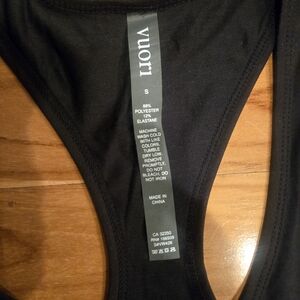 vuori
S
88%
POLYESTER
12%
ELASTANE
MACHINE
WASH COLD
WITH LIKE
COLORS.
TUMBLE
DRY LOW.
REMOVE
PROMPTLY.
DO NOT
BLEACH. DO
NOT IRON
MADE IN
CHINA